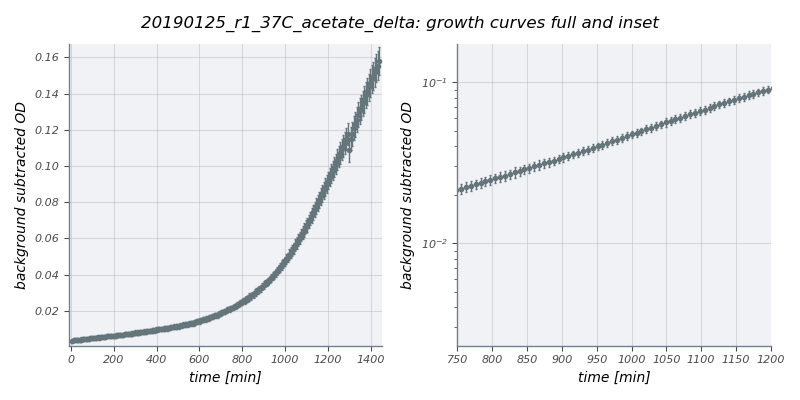 20190125_r1_37C_acetate_delta: growth curves full and inset
background subtracted OD
0.16
0.14
0.12
0.10
0.08
0.06
0.04
0.02
0 200 400 600 800 1000 1200 1400
time [min]
background subtracted OD
10⁻¹
10⁻²
750 800 850 900 950 1000 1050 1100 1150 1200
time [min]